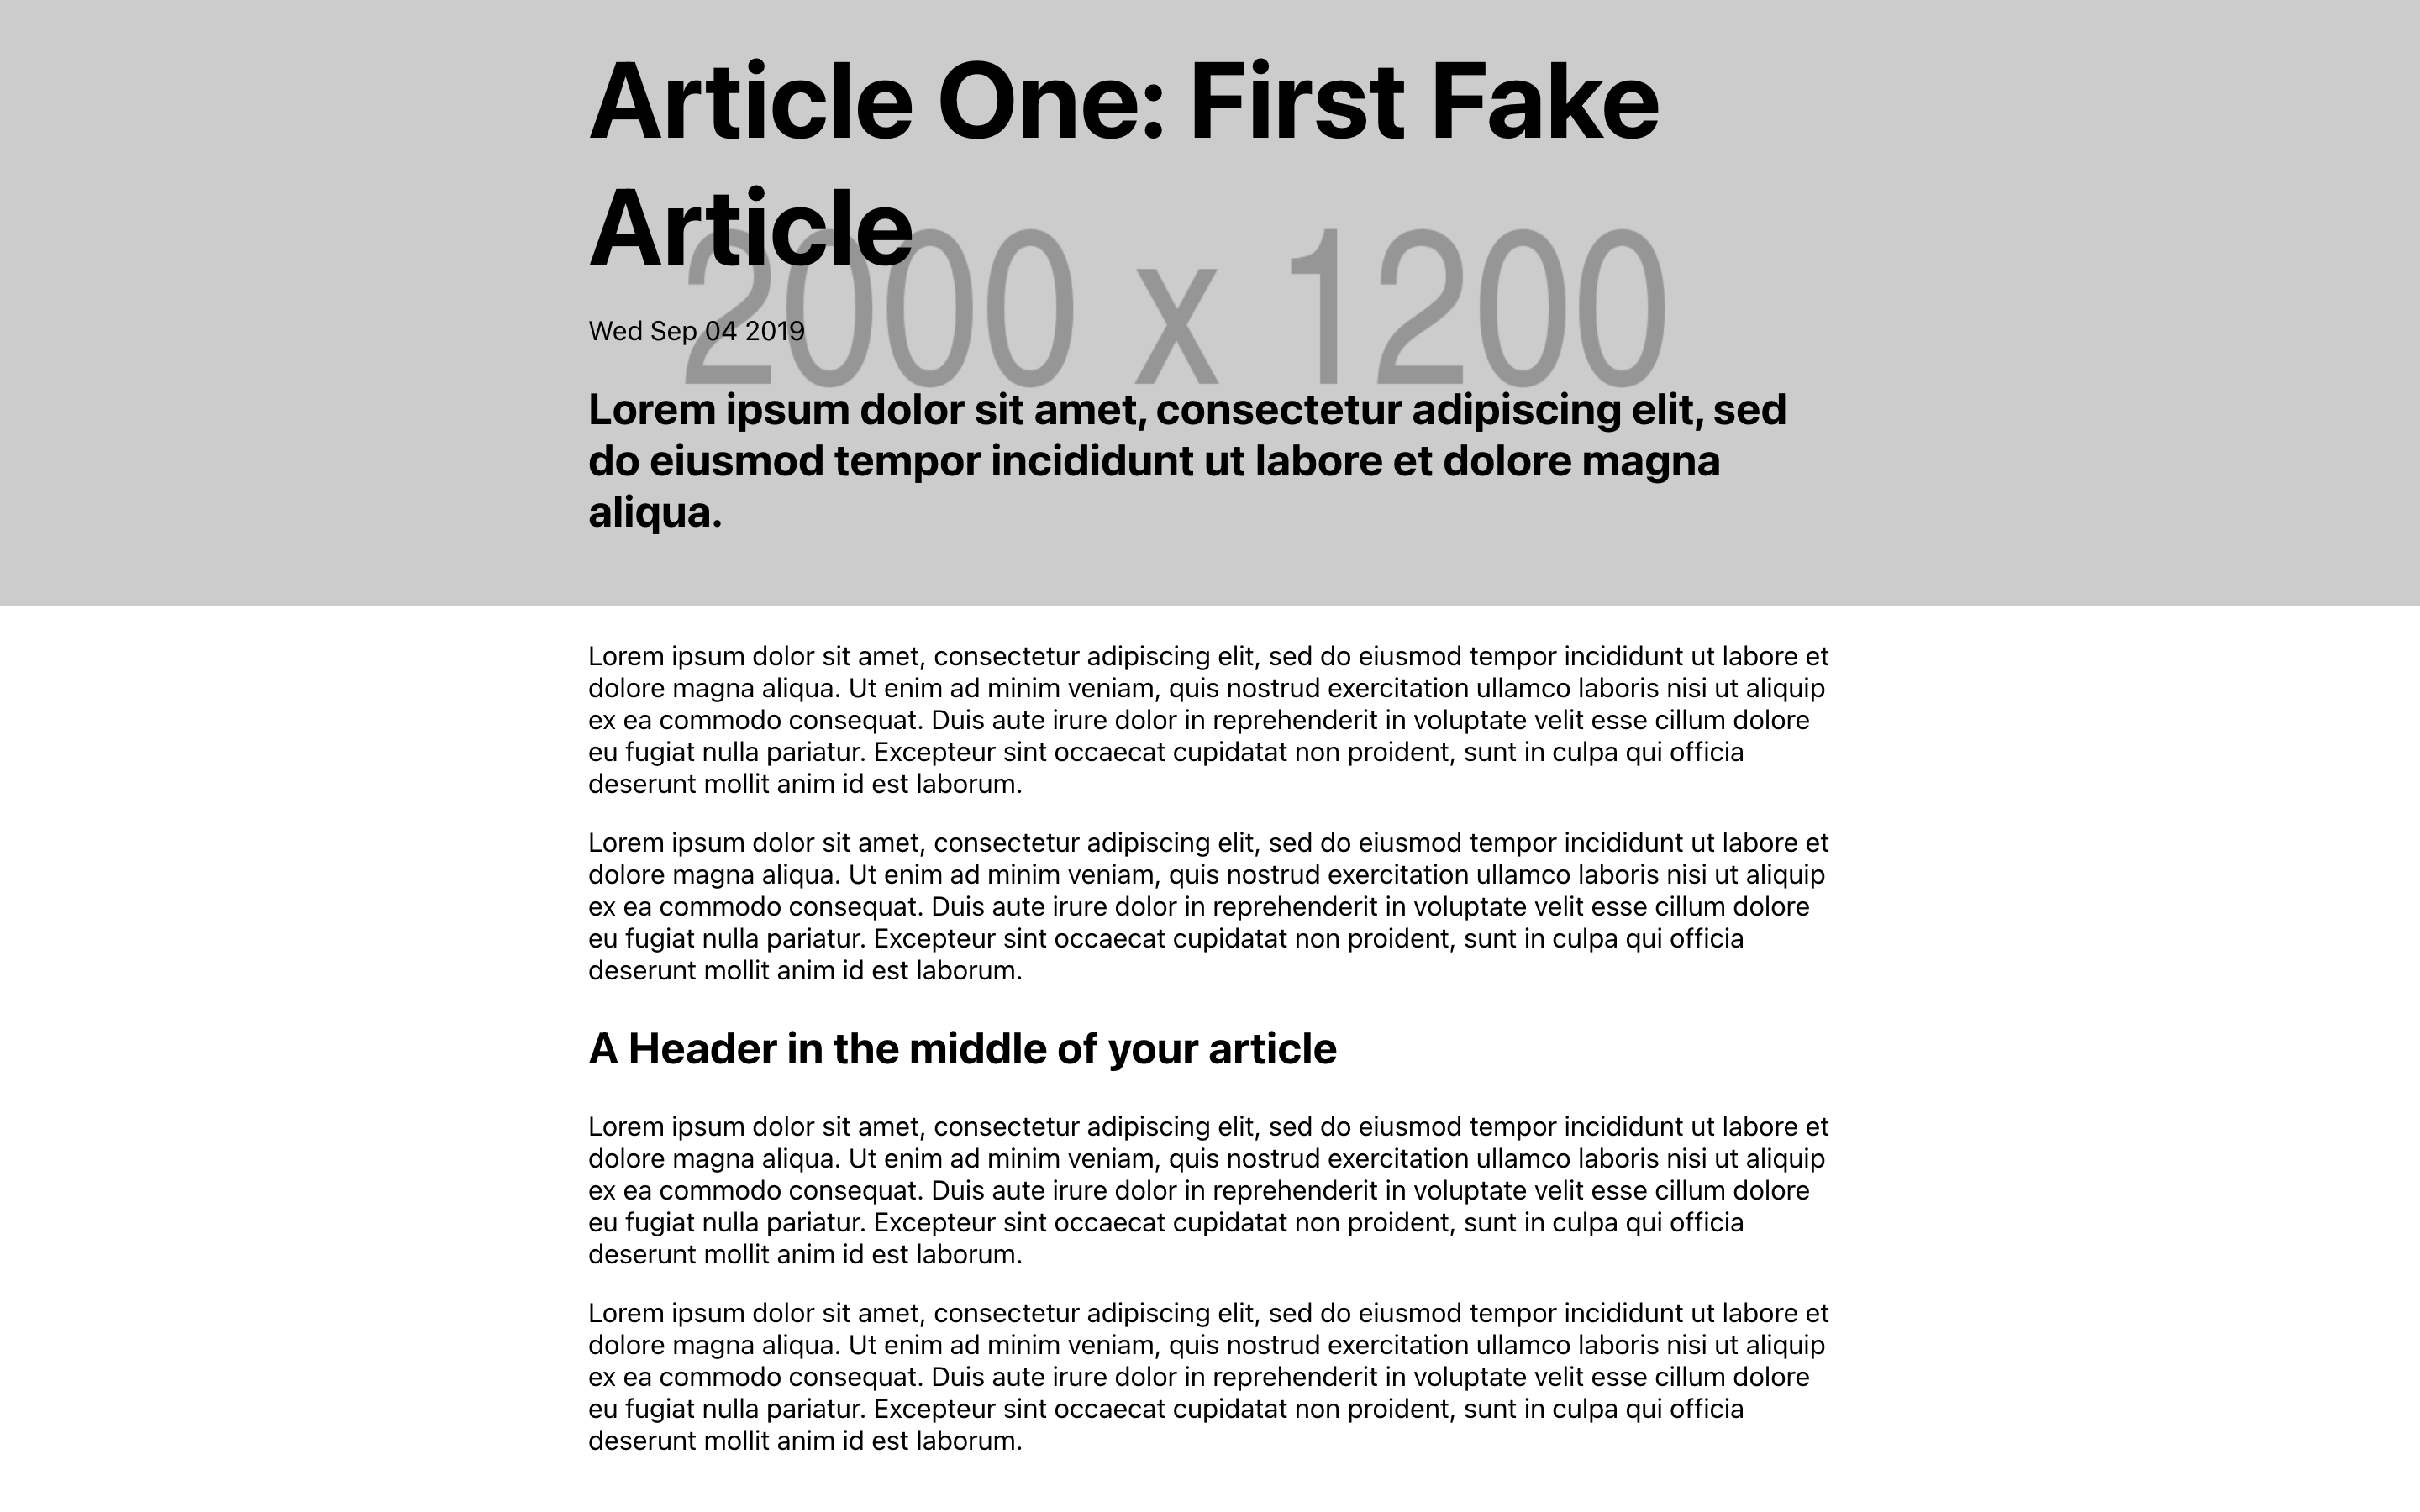 Article One: First Fake
Article
2000 x 1200
Wed Sep 04 2019
Lorem ipsum dolor sit amet, consectetur adipiscing elit, sed
do eiusmod tempor incididunt ut labore et dolore magna
aliqua.
Lorem ipsum dolor sit amet, consectetur adipiscing elit, sed do eiusmod tempor incididunt ut labore et
dolore magna aliqua. Ut enim ad minim veniam, quis nostrud exercitation ullamco laboris nisi ut aliquip
ex ea commodo consequat. Duis aute irure dolor in reprehenderit in voluptate velit esse cillum dolore
eu fugiat nulla pariatur. Excepteur sint occaecat cupidatat non proident, sunt in culpa qui officia
deserunt mollit anim id est laborum.
Lorem ipsum dolor sit amet, consectetur adipiscing elit, sed do eiusmod tempor incididunt ut labore et
dolore magna aliqua. Ut enim ad minim veniam, quis nostrud exercitation ullamco laboris nisi ut aliquip
ex ea commodo consequat. Duis aute irure dolor in reprehenderit in voluptate velit esse cillum dolore
eu fugiat nulla pariatur. Excepteur sint occaecat cupidatat non proident, sunt in culpa qui officia
deserunt mollit anim id est laborum.
A Header in the middle of your article
Lorem ipsum dolor sit amet, consectetur adipiscing elit, sed do eiusmod tempor incididunt ut labore et
dolore magna aliqua. Ut enim ad minim veniam, quis nostrud exercitation ullamco laboris nisi ut aliquip
ex ea commodo consequat. Duis aute irure dolor in reprehenderit in voluptate velit esse cillum dolore
eu fugiat nulla pariatur. Excepteur sint occaecat cupidatat non proident, sunt in culpa qui officia
deserunt mollit anim id est laborum.
Lorem ipsum dolor sit amet, consectetur adipiscing elit, sed do eiusmod tempor incididunt ut labore et
dolore magna aliqua. Ut enim ad minim veniam, quis nostrud exercitation ullamco laboris nisi ut aliquip
ex ea commodo consequat. Duis aute irure dolor in reprehenderit in voluptate velit esse cillum dolore
eu fugiat nulla pariatur. Excepteur sint occaecat cupidatat non proident, sunt in culpa qui officia
deserunt mollit anim id est laborum.